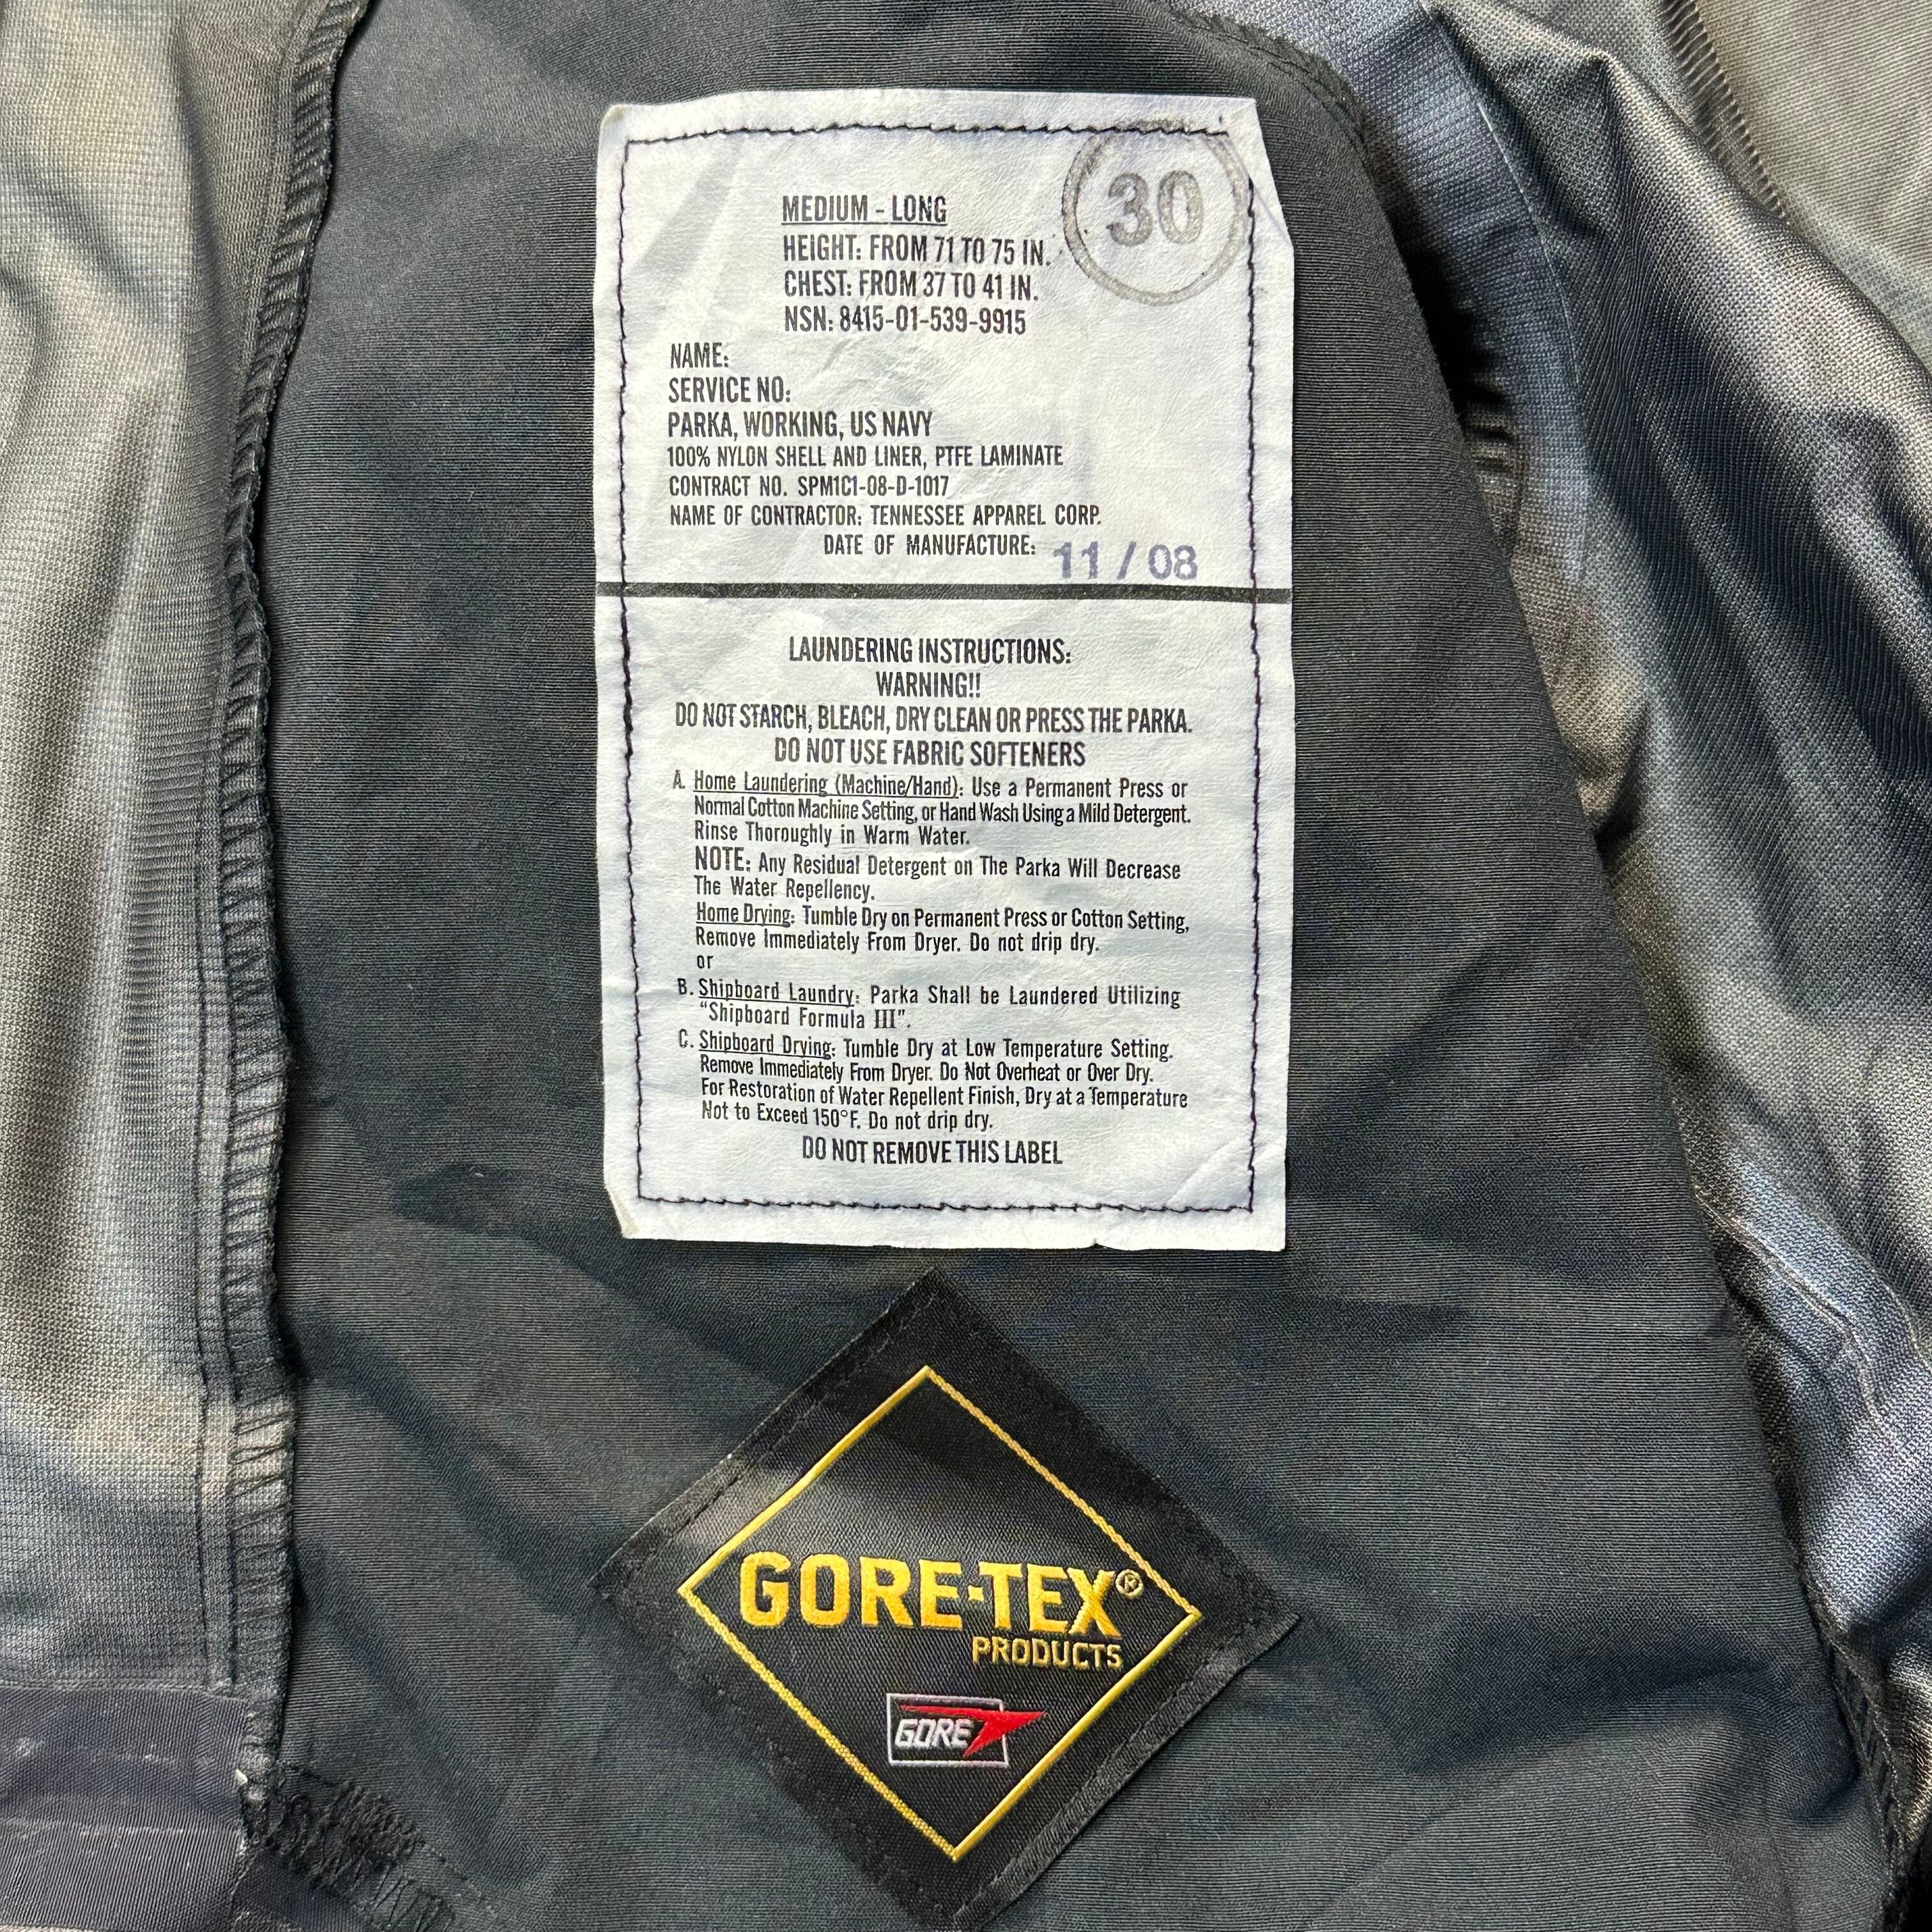 30
MEDIUM - LONG
HEIGHT: FROM 71 TO 75 IN.
CHEST: FROM 37 TO 41 IN.
NSN: 8415-01-539-9915
NAME:
SERVICE NO:
PARKA, WORKING, US NAVY
100% NYLON SHELL AND LINER, PTFE LAMINATE
CONTRACT NO. SPM1C1-08-D-1017
NAME OF CONTRACTOR: TENNESSEE APPAREL CORP.
DATE OF MANUFACTURE: 11 / 08
LAUNDERING INSTRUCTIONS:
WARNING!!
DO NOT STARCH, BLEACH, DRY CLEAN OR PRESS THE PARKA.
DO NOT USE FABRIC SOFTENERS
A. Home Laundering (Machine/Hand): Use a Permanent Press or
Normal Cotton Machine Setting, or Hand Wash Using a Mild Detergent.
Rinse Thoroughly in Warm Water.
NOTE: Any Residual Detergent on The Parka Will Decrease
The Water Repellency.
Home Drying: Tumble Dry on Permanent Press or Cotton Setting,
Remove Immediately From Dryer. Do not drip dry.
or
B. Shipboard Laundry: Parka Shall be Laundered Utilizing
"Shipboard Formula III".
C. Shipboard Drying: Tumble Dry at Low Temperature Setting.
Remove Immediately From Dryer. Do Not Overheat or Over Dry.
For Restoration of Water Repellent Finish, Dry at a Temperature
Not to Exceed 150°F. Do not drip dry.
DO NOT REMOVE THIS LABEL
GORE-TEX®
PRODUCTS
GORE